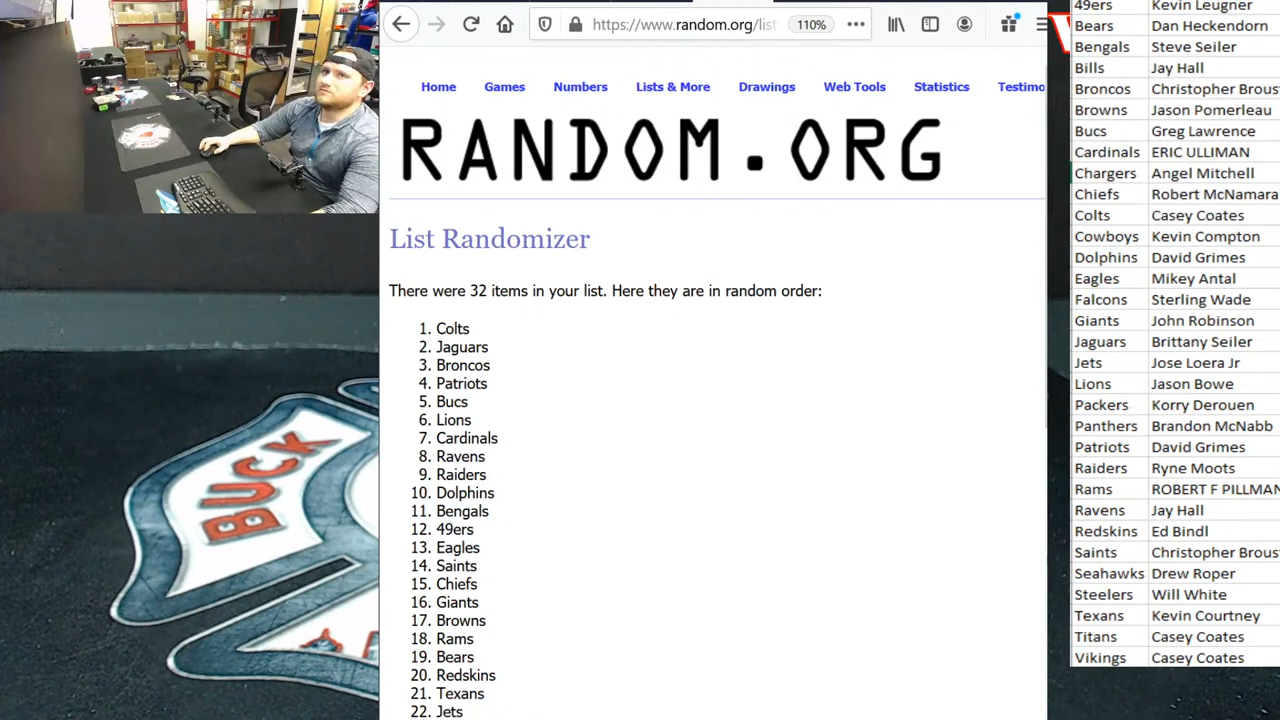 https://www.random.org/list
110%
Home Games Numbers Lists & More Drawings Web Tools Statistics Testimo
RANDOM.ORG
List Randomizer
There were 32 items in your list. Here they are in random order:
1. Colts
2. Jaguars
3. Broncos
4. Patriots
5. Bucs
6. Lions
7. Cardinals
8. Ravens
9. Raiders
10. Dolphins
11. Bengals
12. 49ers
13. Eagles
14. Saints
15. Chiefs
16. Giants
17. Browns
18. Rams
19. Bears
20. Redskins
21. Texans
22. Jets
49ers Kevin Leugner
Bears Dan Heckendorn
Bengals Steve Seiler
Bills Jay Hall
Broncos Christopher Brous
Browns Jason Pomerleau
Bucs Greg Lawrence
Cardinals ERIC ULLIMAN
Chargers Angel Mitchell
Chiefs Robert McNamara
Colts Casey Coates
Cowboys Kevin Compton
Dolphins David Grimes
Eagles Mikey Antal
Falcons Sterling Wade
Giants John Robinson
Jaguars Brittany Seiler
Jets Jose Loera Jr
Lions Jason Bowe
Packers Korry Derouen
Panthers Brandon McNabb
Patriots David Grimes
Raiders Ryne Moots
Rams ROBERT F PILLMAN
Ravens Jay Hall
Redskins Ed Bindl
Saints Christopher Brous
Seahawks Drew Roper
Steelers Will White
Texans Kevin Courtney
Titans Casey Coates
Vikings Casey Coates
BUCK